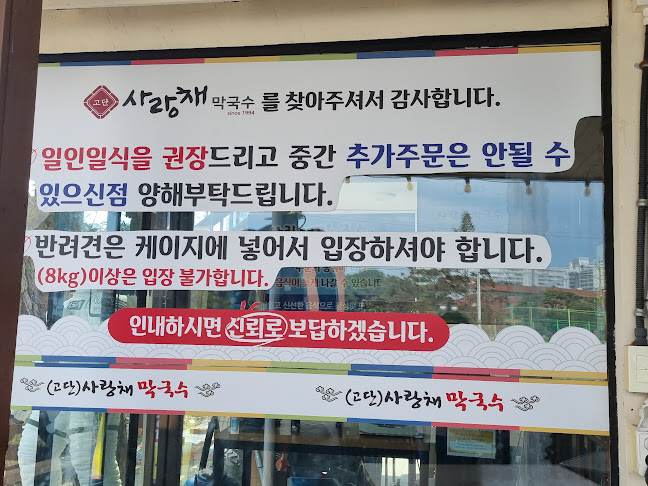 고단 사랑채 막국수 를 찾아주셔서 감사합니다.
since 1994
일인일식을 권장드리고 중간 추가주문은 안될 수
있으신점 양해부탁드립니다.
반려견은 케이지에 넣어서 입장하셔야 합니다.
(8kg)이상은 입장 불가합니다.
인내하시면 진뢰로 보답하겠습니다.
(고단)사랑채 막국수 (고단)사랑채 막국수